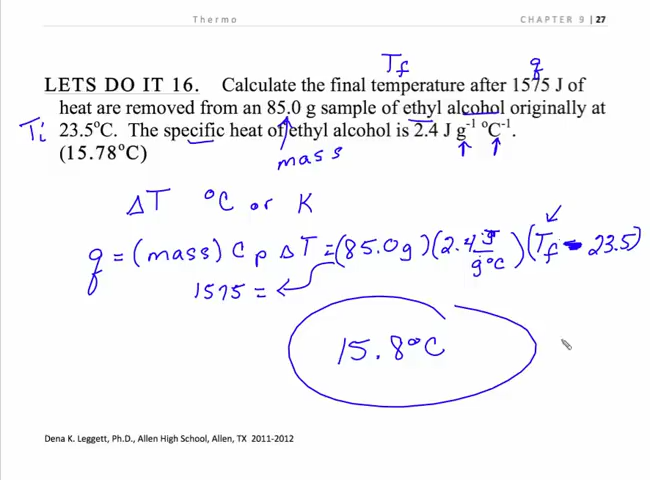 Thermo CHAPTER 9 | 27
Tf q
LETS DO IT 16. Calculate the final temperature after 1575 J of
heat are removed from an 85.0 g sample of ethyl alcohol originally at
Ti 23.5°C. The specific heat of ethyl alcohol is 2.4 J g⁻¹ °C⁻¹.
(15.78°C) mass
ΔT °C or K
q = (mass) Cp ΔT = (85.0g)(2.4 J/g°C)(Tf - 23.5)
1575 = ←
15.8°C
Dena K. Leggett, Ph.D., Allen High School, Allen, TX 2011-2012